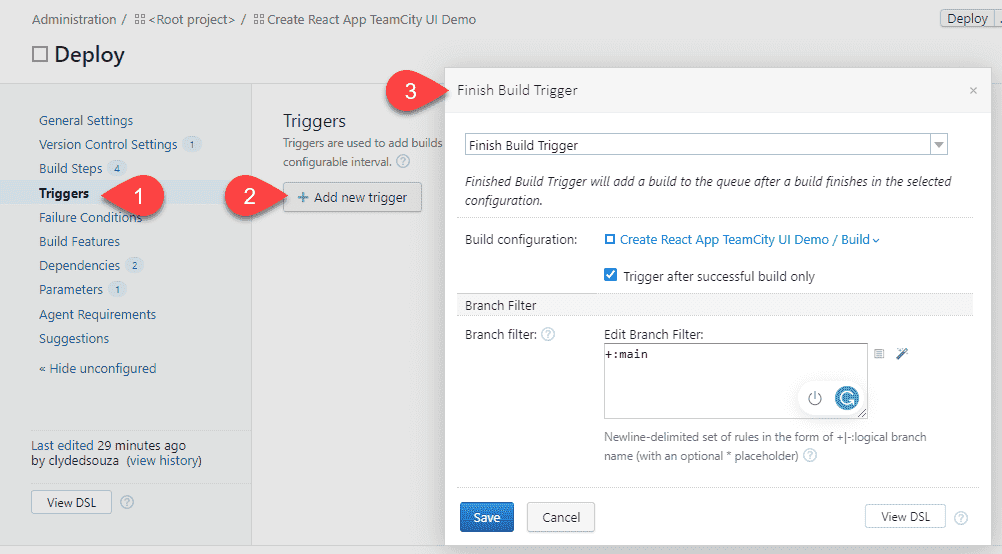 Administration / <Root project> / Create React App TeamCity UI Demo
Deploy
Deploy
General Settings
Version Control Settings 1
Build Steps 4
Triggers
Failure Conditions
Build Features
Dependencies 2
Parameters 1
Agent Requirements
Suggestions
« Hide unconfigured
Last edited 29 minutes ago
by clydedsouza (view history)
View DSL ?
1
Triggers
Triggers are used to add builds
configurable interval. ?
2
+ Add new trigger
3
Finish Build Trigger ×
Finish Build Trigger
Finished Build Trigger will add a build to the queue after a build finishes in the selected
configuration.
Build configuration: Create React App TeamCity UI Demo / Build
Trigger after successful build only
Branch Filter
Branch filter: ? Edit Branch Filter:
+:main
Newline-delimited set of rules in the form of +|-:logical branch
name (with an optional * placeholder) ?
Save Cancel View DSL ?